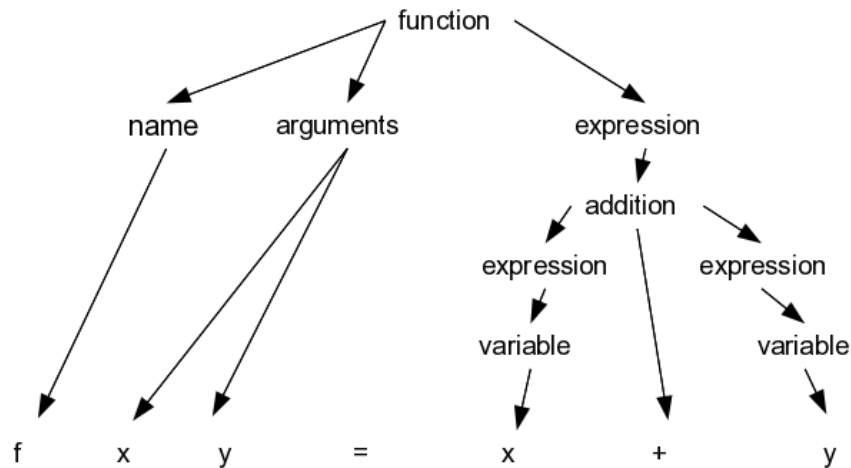 function
name arguments expression
addition
expression expression
variable variable
f x y = x + y